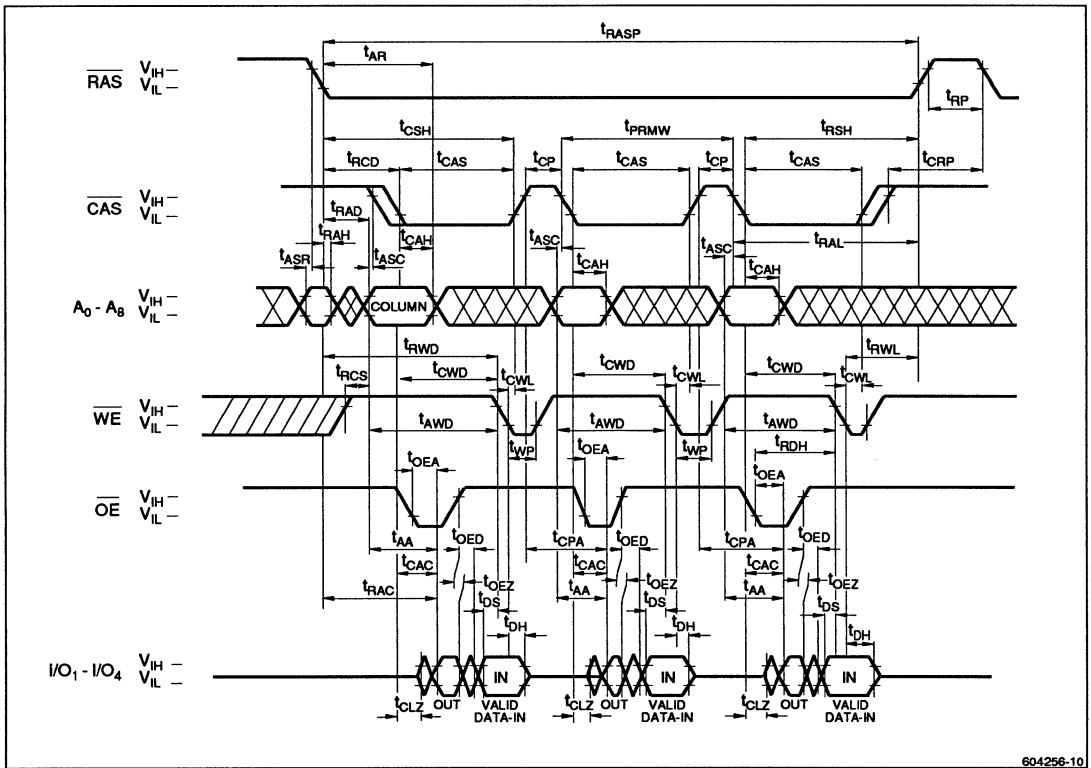 tRASP
tAR
RAS VIH
VIL
tRP
tCSH tPRMW tRSH
tRCD tCAS tCP tCAS tCP tCAS tCRP
CAS VIH
VIL
tRAD
tRAH tCAH tASC tASC tRAL
tASR tASC tCAH tCAH
A0 - A8 VIH
VIL
COLUMN
tRWD tRWL
tRCS tCWD tCWL tCWD tCWL tCWD tCWL
WE VIH
VIL
tAWD tAWD tAWD
tWP tWP tRDH
tOEA tOEA tOEA
OE VIH
VIL
tAA tOED tCPA tOED tCPA tOED
tCAC tOEZ tCAC tOEZ tCAC tOEZ
tRAC tDS tAA tDS tAA tDS
tDH tDH tDH
I/O1 - I/O4 VIH
VIL
IN IN IN
tCLZ OUT VALID DATA-IN tCLZ OUT VALID DATA-IN tCLZ OUT VALID DATA-IN
604256-10